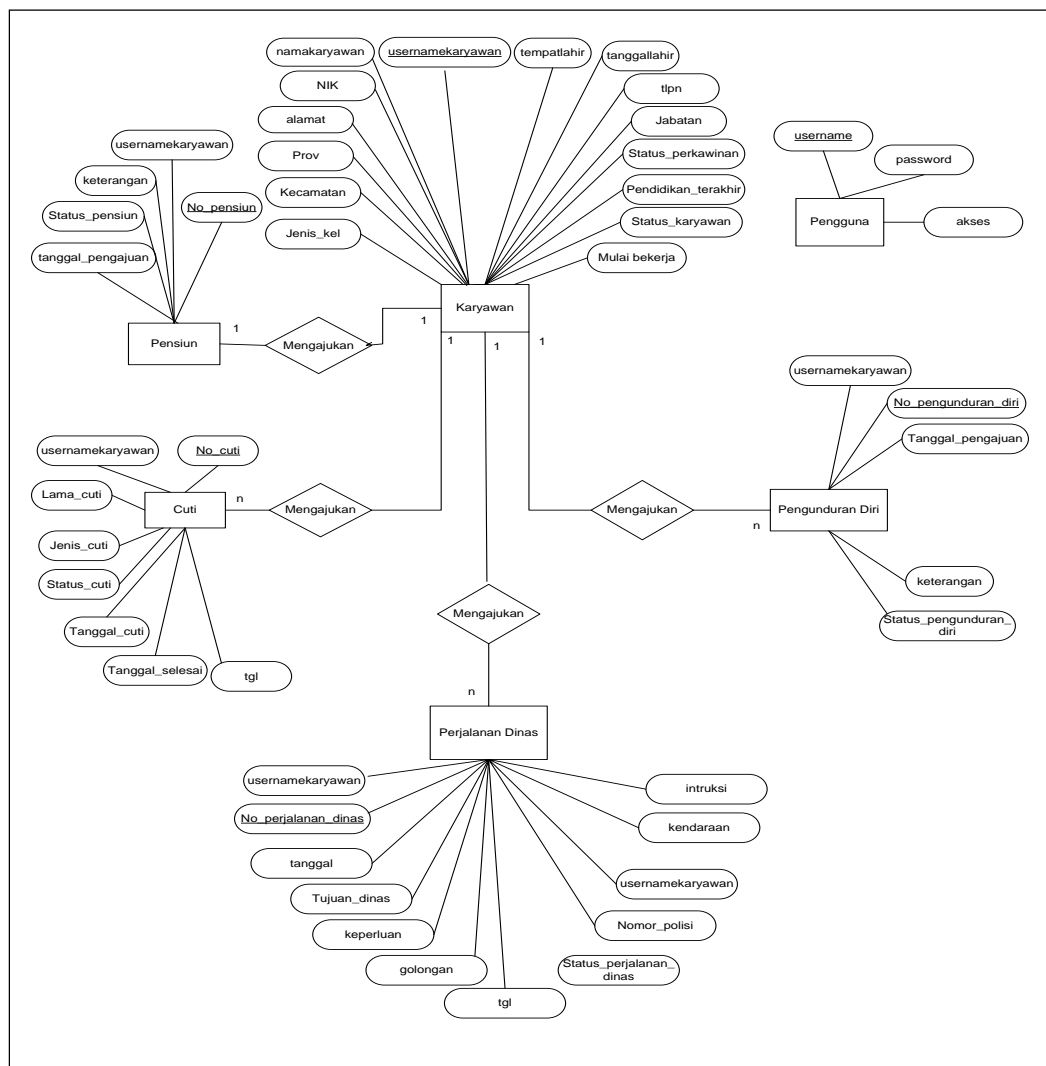 namakaryawan
usernamekaryawan
tempatlahir
tanggallahir
NIK
tlpn
alamat
Jabatan
Prov
Status_perkawinan
Kecamatan
Pendidikan_terakhir
Jenis_kel
Status_karyawan
Mulai bekerja
usernamekaryawan
keterangan
Status_pensiun
No_pensiun
tanggal_pengajuan
username
password
Pengguna
akses
Karyawan
1
1
Pensiun
Mengajukan
1
1
1
usernamekaryawan
No_pengunduran_diri
Tanggal_pengajuan
usernamekaryawan
No_cuti
Lama_cuti
Cuti
n
Mengajukan
Mengajukan
n
Pengunduran Diri
Jenis_cuti
Status_cuti
Tanggal_cuti
Tanggal_selesai
tgl
keterangan
Status_pengunduran_
diri
Mengajukan
n
Perjalanan Dinas
usernamekaryawan
No_perjalanan_dinas
tanggal
Tujuan_dinas
keperluan
golongan
tgl
intruksi
kendaraan
usernamekaryawan
Nomor_polisi
Status_perjalanan_
dinas